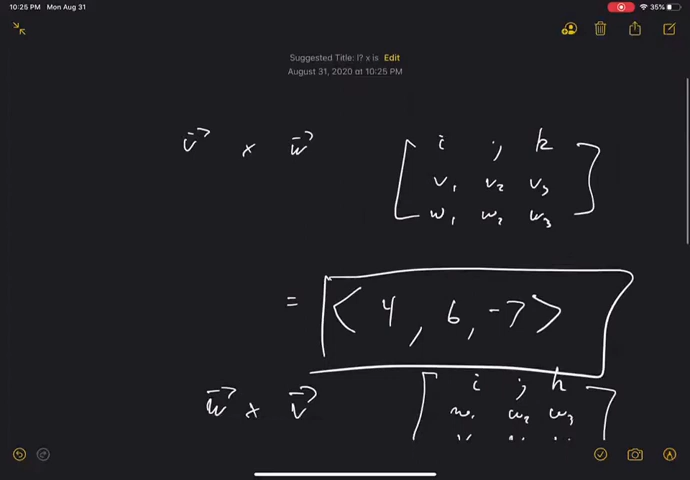 10:25 PM Mon Aug 31
35%
Suggested Title: I? x is Edit
August 31, 2020 at 10:25 PM
v⃗ × w⃗
i j k
v₁ v₂ v₃
w₁ w₂ w₃
= < 4, 6, -7 >
w⃗ × v⃗
i j k
w₁ w₂ w₃